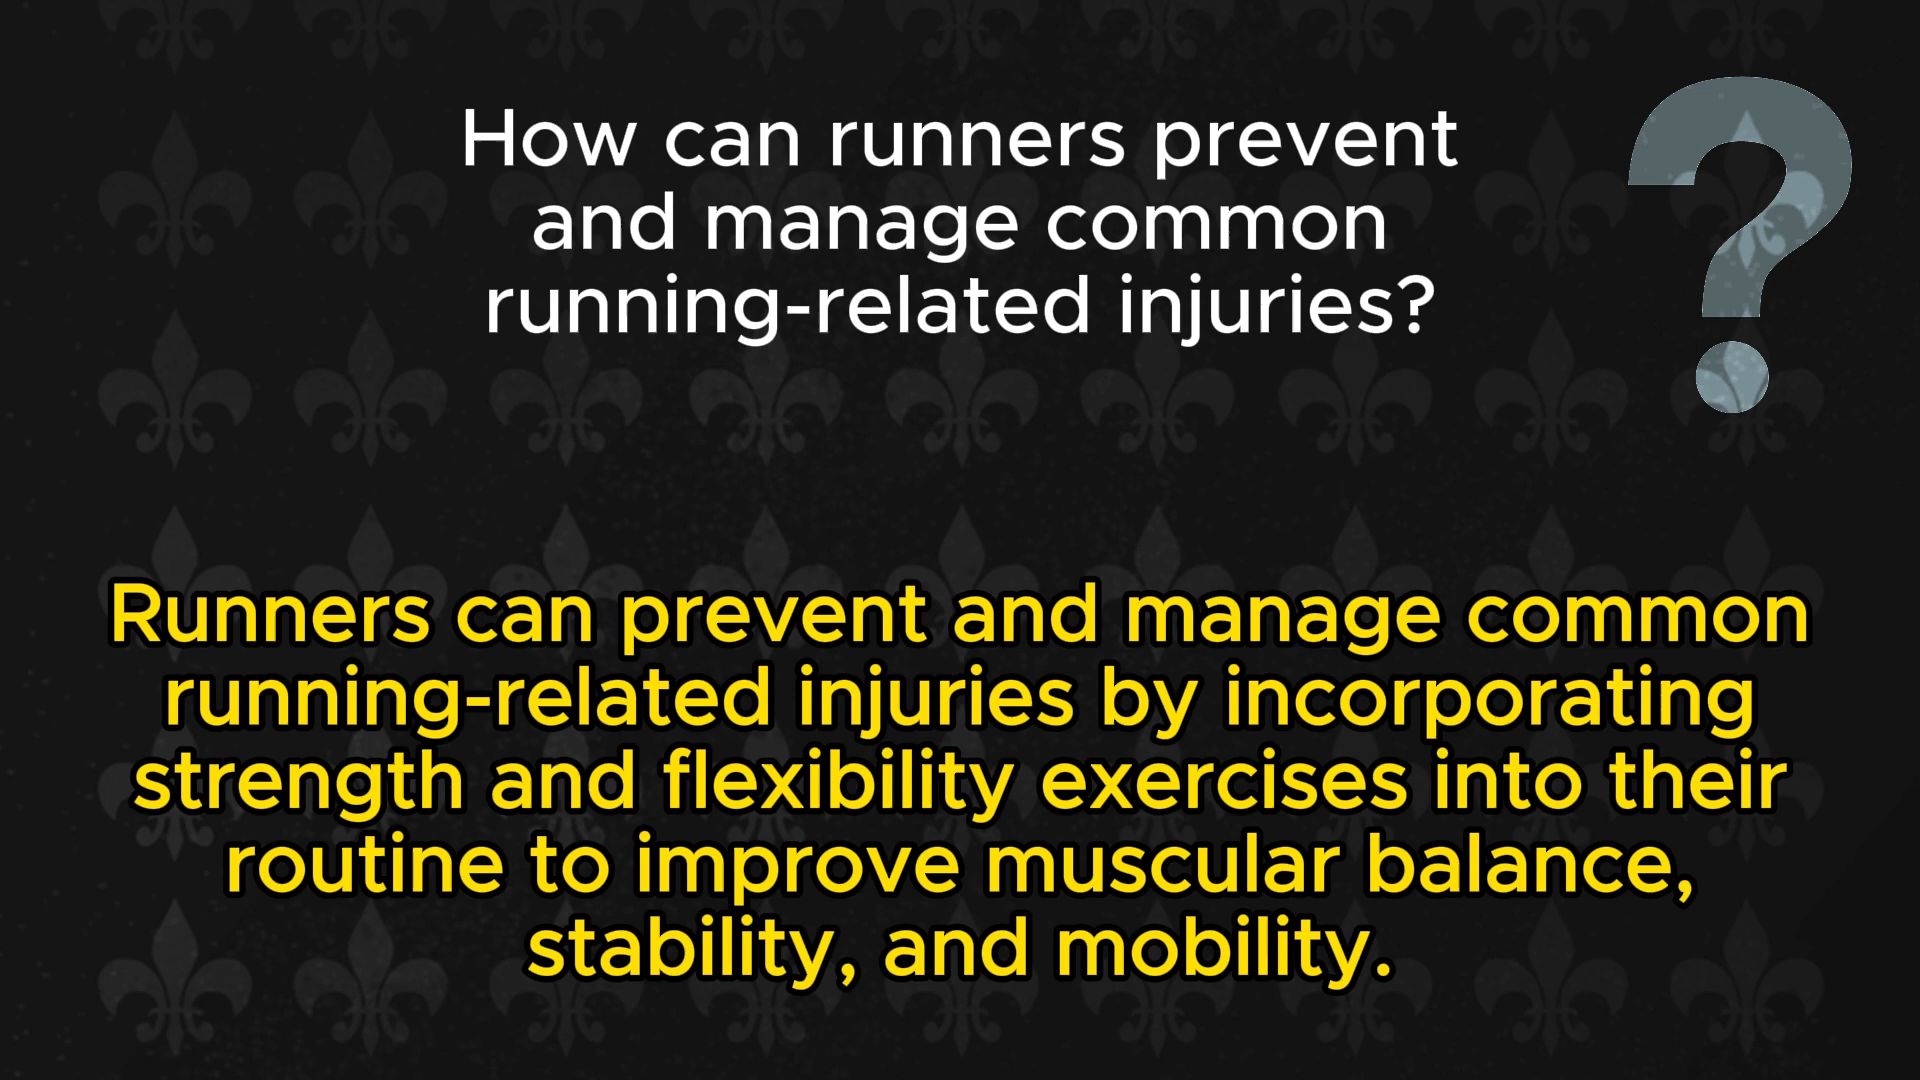 How can runners prevent
and manage common
running-related injuries?
?
Runners can prevent and manage common
running-related injuries by incorporating
strength and flexibility exercises into their
routine to improve muscular balance,
stability, and mobility.